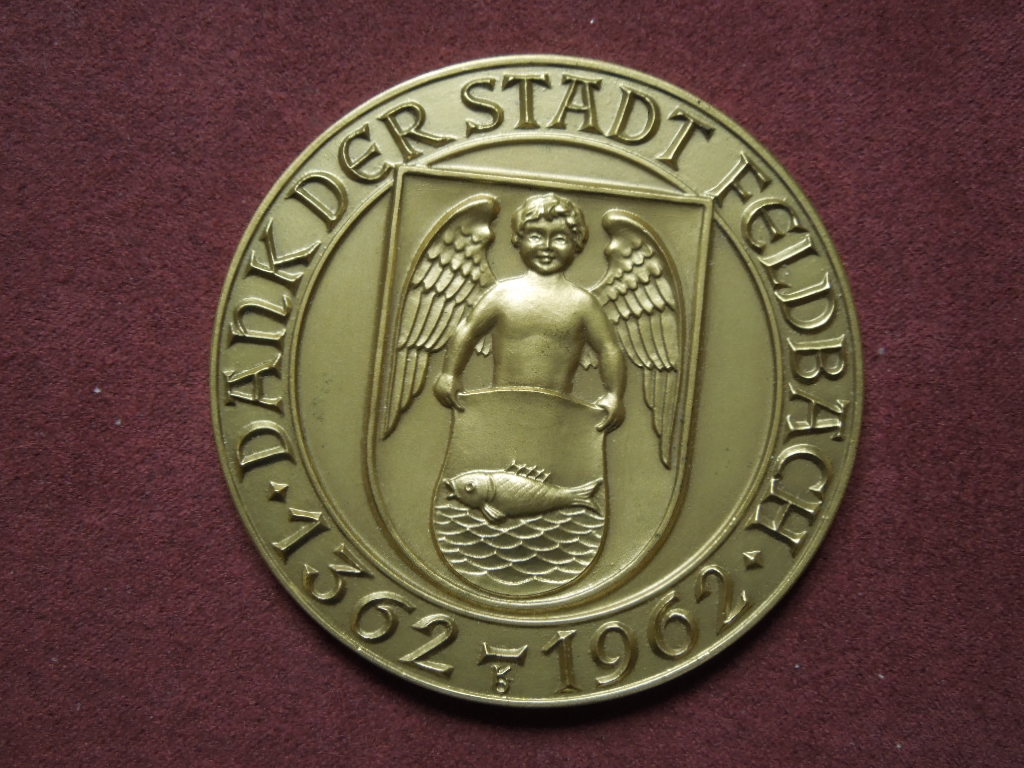 · DANK DER STADT FELDBACH ·
1362 - 1962